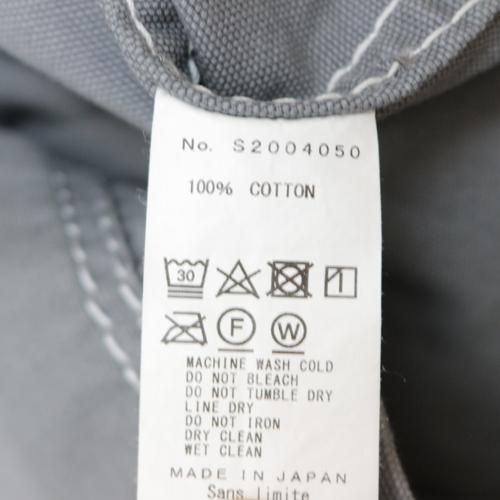 No. S2004050
100% COTTON
30
F W
MACHINE WASH COLD
DO NOT BLEACH
DO NOT TUMBLE DRY
LINE DRY
DO NOT IRON
DRY CLEAN
WET CLEAN
MADE IN JAPAN
Sans limite